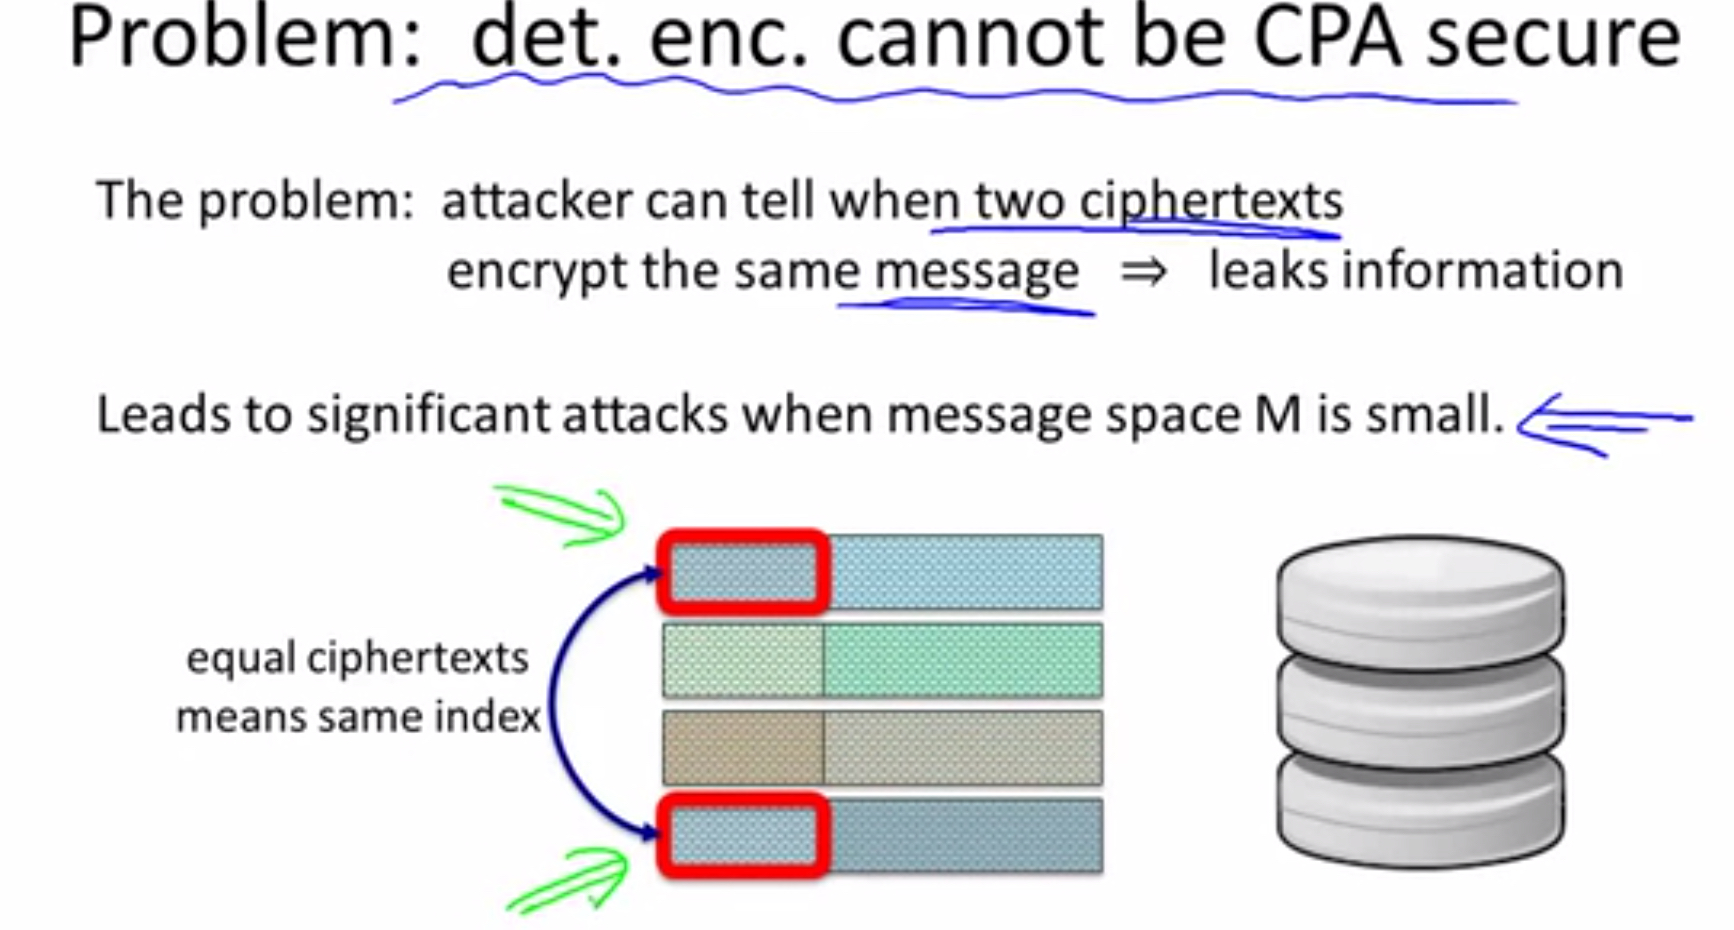 Problem: det. enc. cannot be CPA secure
The problem: attacker can tell when two ciphertexts
encrypt the same message ⇒ leaks information
Leads to significant attacks when message space M is small.
equal ciphertexts
means same index